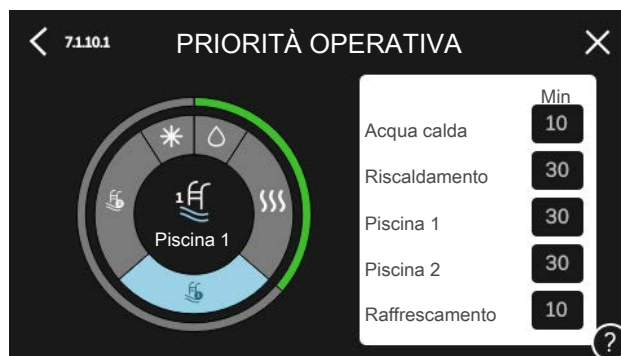 7.1.10.1 PRIORITÀ OPERATIVA
Min
Acqua calda 10
Riscaldamento 30
Piscina 1 30
Piscina 2 30
Raffrescamento 10
1
Piscina 1
?